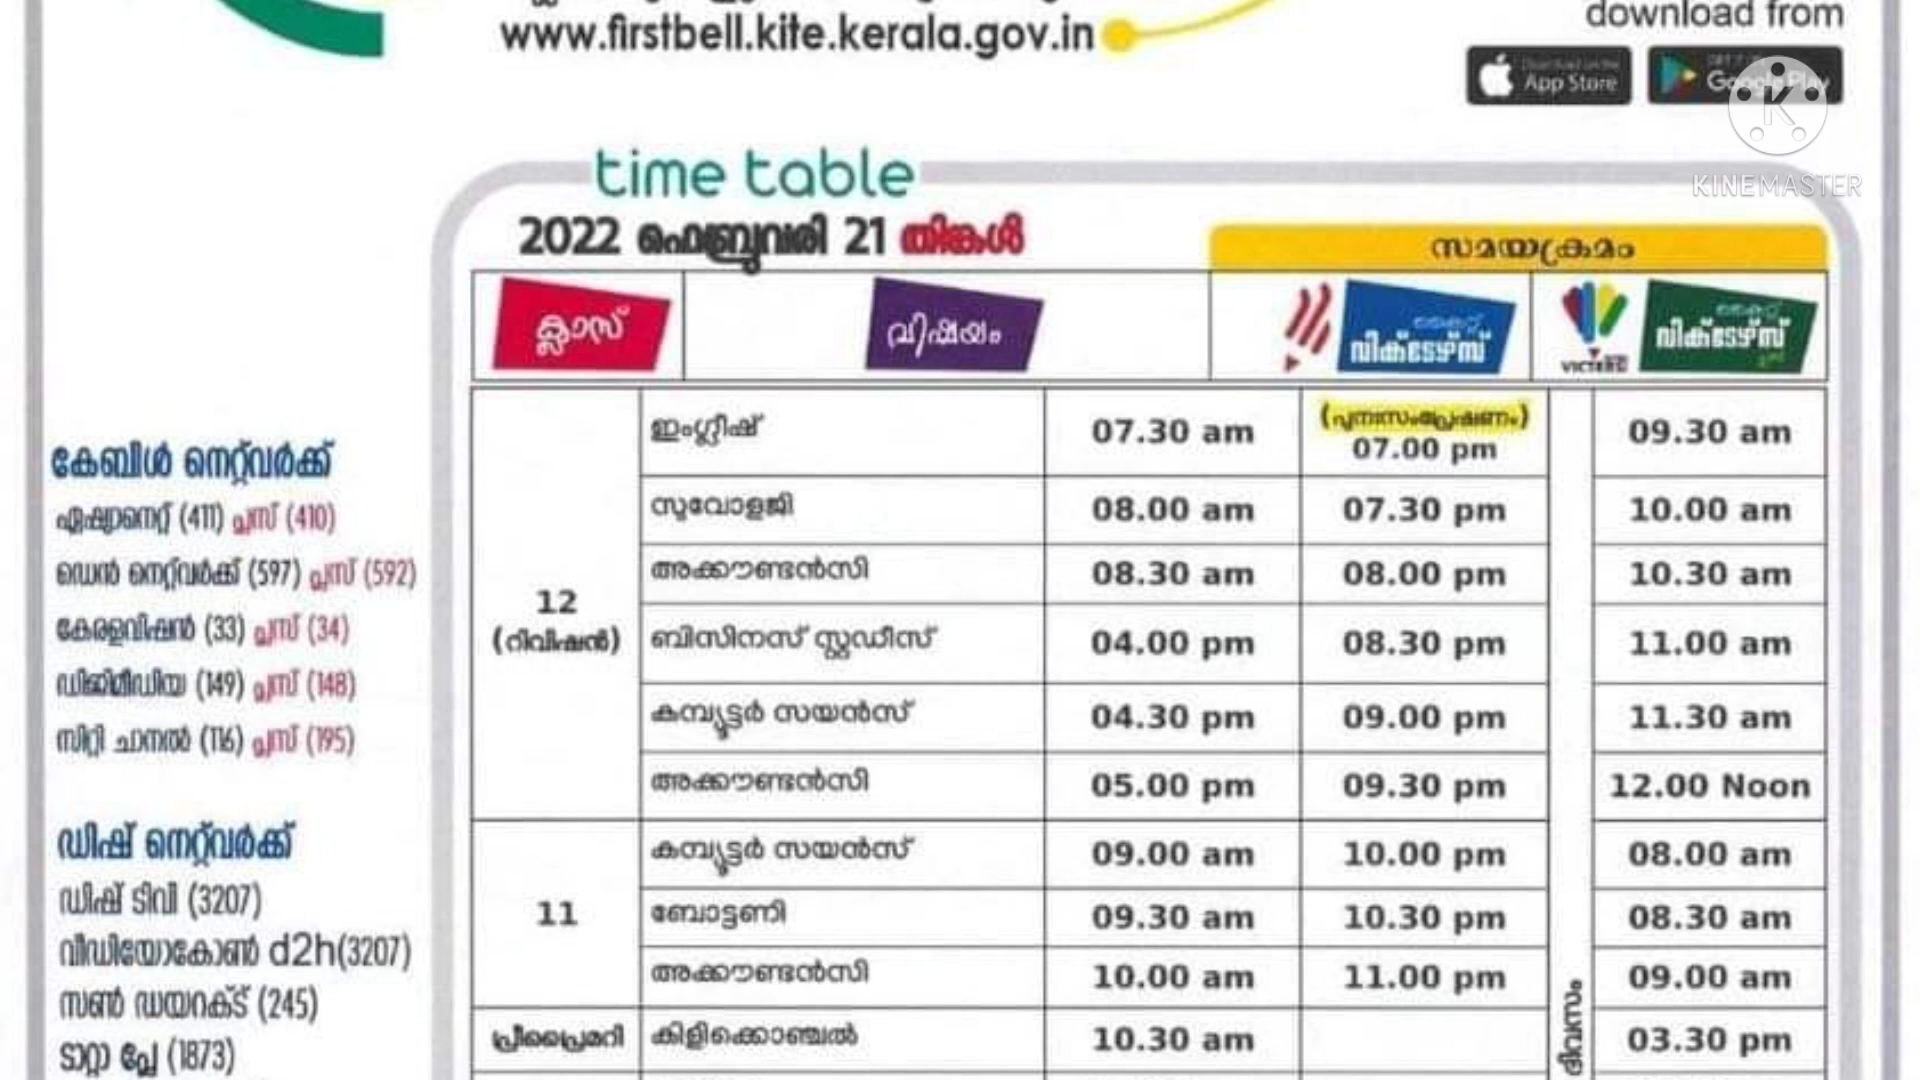 www.firstbell.kite.kerala.gov.in
download from
Download on the App Store
Google Play
KINEMASTER
time table
2022 ഫെബ്രുവരി 21 തിങ്കൾ
സമയക്രമം
ക്ലാസ് വിഷയം കൈറ്റ് വിക്ടേഴ്സ് VICTERS കൈറ്റ് വിക്ടേഴ്സ് പ്ലസ്
12 (റിവിഷൻ)
ഇംഗ്ലീഷ് 07.30 am (പുനഃസംപ്രേഷണം) 07.00 pm 09.30 am
സുവോളജി 08.00 am 07.30 pm 10.00 am
അക്കൗണ്ടൻസി 08.30 am 08.00 pm 10.30 am
ബിസിനസ് സ്റ്റഡീസ് 04.00 pm 08.30 pm 11.00 am
കമ്പ്യൂട്ടർ സയൻസ് 04.30 pm 09.00 pm 11.30 am
അക്കൗണ്ടൻസി 05.00 pm 09.30 pm 12.00 Noon
11
കമ്പ്യൂട്ടർ സയൻസ് 09.00 am 10.00 pm 08.00 am
ബോട്ടണി 09.30 am 10.30 pm 08.30 am
അക്കൗണ്ടൻസി 10.00 am 11.00 pm 09.00 am
പ്രീപ്രൈമറി കിളിക്കൊഞ്ചൽ 10.30 am 03.30 pm
ദിവസം
കേബിൾ നെറ്റ്‌വർക്ക്
ഏഷ്യാനെറ്റ് (411) പ്ലസ് (410)
ഡെൻ നെറ്റ്‌വർക്ക് (597) പ്ലസ് (592)
കേരളവിഷൻ (33) പ്ലസ് (34)
ഡിജിമീഡിയ (149) പ്ലസ് (148)
സിറ്റി ചാനൽ (116) പ്ലസ് (195)
ഡിഷ് നെറ്റ്‌വർക്ക്
ഡിഷ് ടിവി (3207)
വീഡിയോകോൺ d2h(3207)
സൺ ഡയറക്ട് (245)
ടാറ്റാ പ്ലേ (1873)